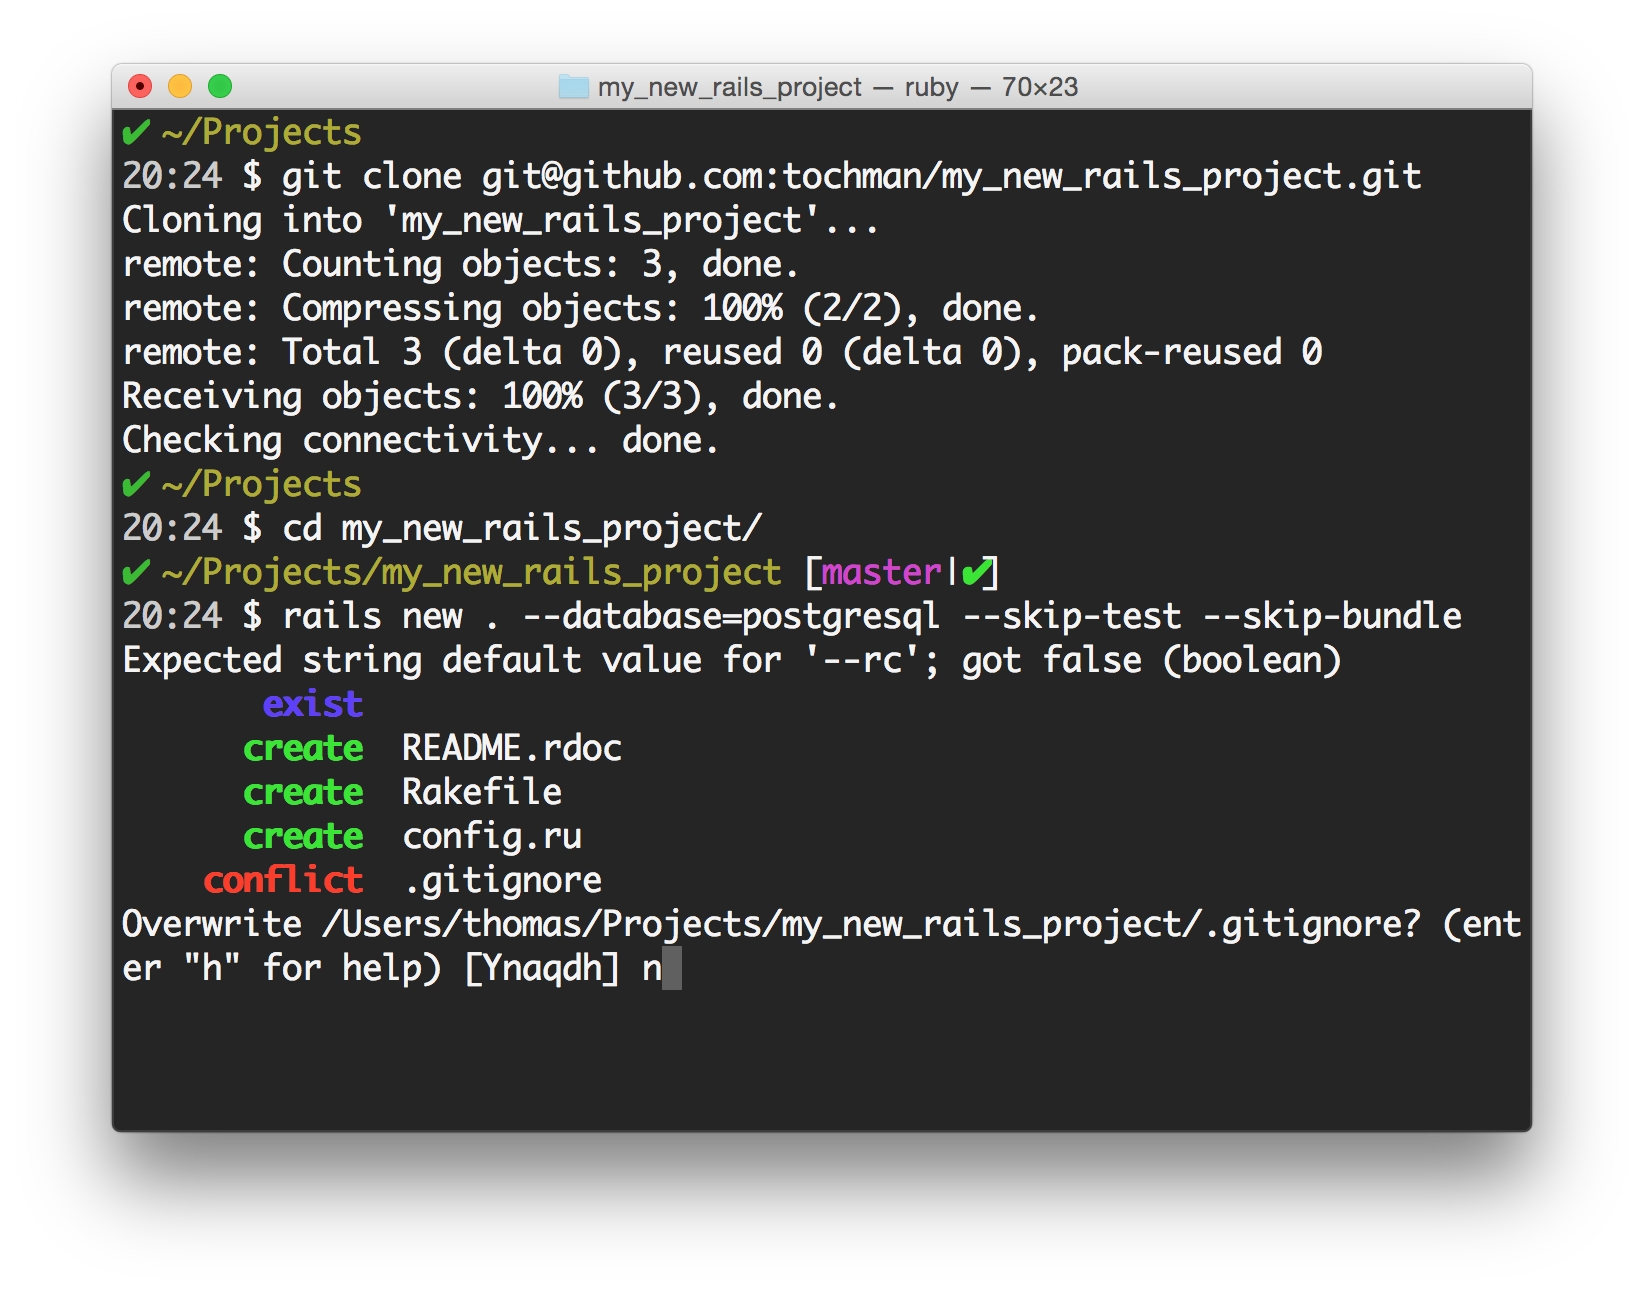 my_new_rails_project — ruby — 70×23
✔ ~/Projects
20:24 $ git clone git@github.com:tochman/my_new_rails_project.git
Cloning into 'my_new_rails_project'...
remote: Counting objects: 3, done.
remote: Compressing objects: 100% (2/2), done.
remote: Total 3 (delta 0), reused 0 (delta 0), pack-reused 0
Receiving objects: 100% (3/3), done.
Checking connectivity... done.
✔ ~/Projects
20:24 $ cd my_new_rails_project/
✔ ~/Projects/my_new_rails_project [master|✔]
20:24 $ rails new . --database=postgresql --skip-test --skip-bundle
Expected string default value for '--rc'; got false (boolean)
exist
create  README.rdoc
create  Rakefile
create  config.ru
conflict  .gitignore
Overwrite /Users/thomas/Projects/my_new_rails_project/.gitignore? (ent
er "h" for help) [Ynaqdh] n